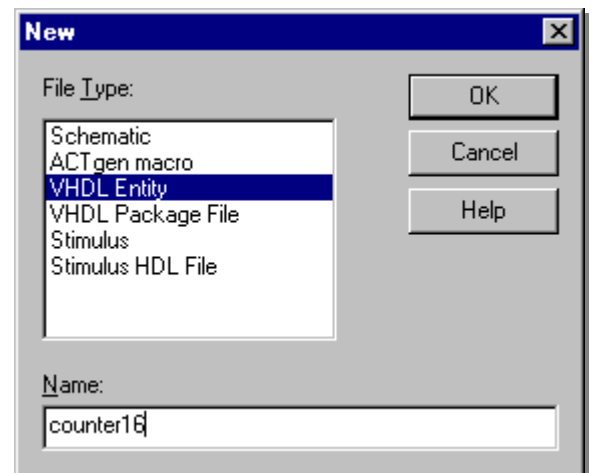 New
File Type:
OK
Schematic
ACTgen macro
Cancel
VHDL Entity
VHDL Package File
Help
Stimulus
Stimulus HDL File
Name:
counter16